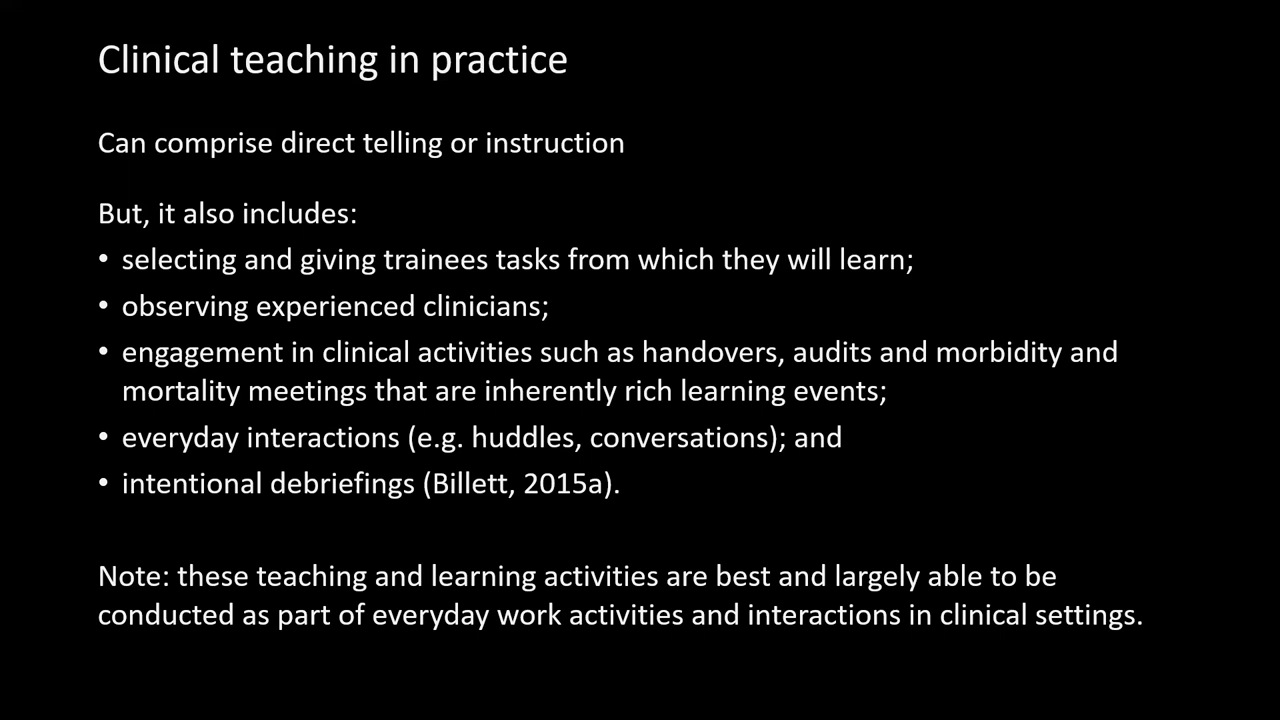 Clinical teaching in practice
Can comprise direct telling or instruction
But, it also includes:
• selecting and giving trainees tasks from which they will learn;
• observing experienced clinicians;
• engagement in clinical activities such as handovers, audits and morbidity and
mortality meetings that are inherently rich learning events;
• everyday interactions (e.g. huddles, conversations); and
• intentional debriefings (Billett, 2015a).
Note: these teaching and learning activities are best and largely able to be
conducted as part of everyday work activities and interactions in clinical settings.